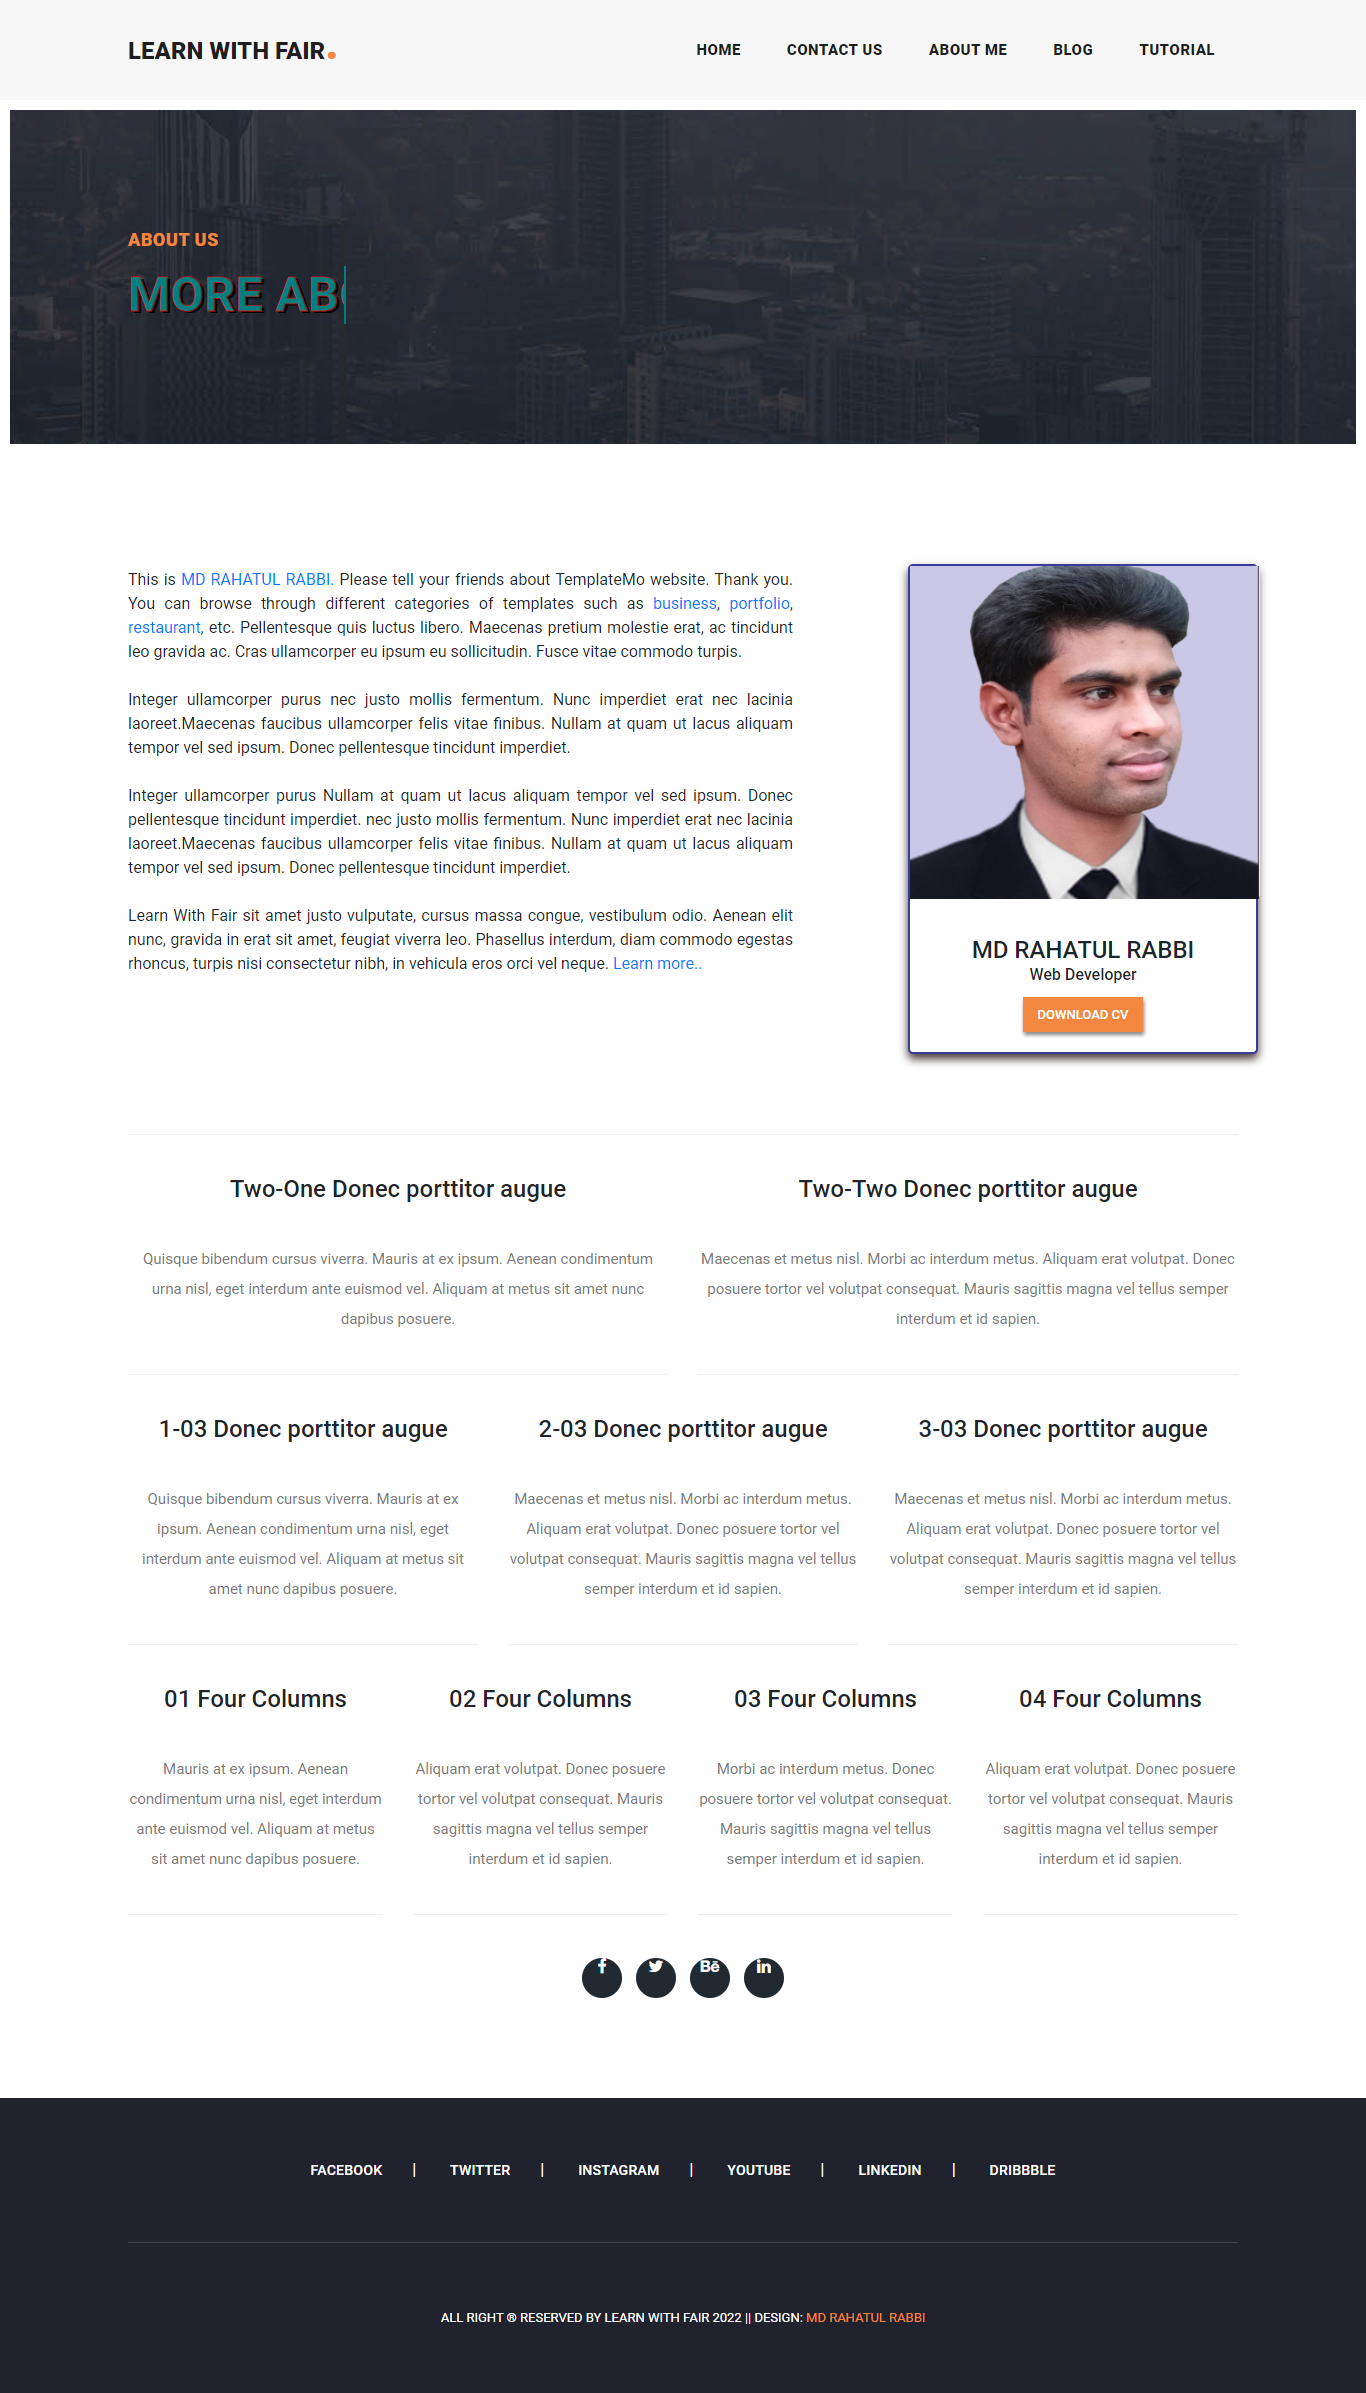 LEARN WITH FAIR.
HOME CONTACT US ABOUT ME BLOG TUTORIAL
ABOUT US
MORE AB
This is MD RAHATUL RABBI. Please tell your friends about TemplateMo website. Thank you.
You can browse through different categories of templates such as business, portfolio,
restaurant, etc. Pellentesque quis luctus libero. Maecenas pretium molestie erat, ac tincidunt
leo gravida ac. Cras ullamcorper eu ipsum eu sollicitudin. Fusce vitae commodo turpis.
Integer ullamcorper purus nec justo mollis fermentum. Nunc imperdiet erat nec lacinia
laoreet.Maecenas faucibus ullamcorper felis vitae finibus. Nullam at quam ut lacus aliquam
tempor vel sed ipsum. Donec pellentesque tincidunt imperdiet.
Integer ullamcorper purus Nullam at quam ut lacus aliquam tempor vel sed ipsum. Donec
pellentesque tincidunt imperdiet. nec justo mollis fermentum. Nunc imperdiet erat nec lacinia
laoreet.Maecenas faucibus ullamcorper felis vitae finibus. Nullam at quam ut lacus aliquam
tempor vel sed ipsum. Donec pellentesque tincidunt imperdiet.
Learn With Fair sit amet justo vulputate, cursus massa congue, vestibulum odio. Aenean elit
nunc, gravida in erat sit amet, feugiat viverra leo. Phasellus interdum, diam commodo egestas
rhoncus, turpis nisi consectetur nibh, in vehicula eros orci vel neque. Learn more..
MD RAHATUL RABBI
Web Developer
DOWNLOAD CV
Two-One Donec porttitor augue
Quisque bibendum cursus viverra. Mauris at ex ipsum. Aenean condimentum
urna nisl, eget interdum ante euismod vel. Aliquam at metus sit amet nunc
dapibus posuere.
Two-Two Donec porttitor augue
Maecenas et metus nisl. Morbi ac interdum metus. Aliquam erat volutpat. Donec
posuere tortor vel volutpat consequat. Mauris sagittis magna vel tellus semper
interdum et id sapien.
1-03 Donec porttitor augue
Quisque bibendum cursus viverra. Mauris at ex
ipsum. Aenean condimentum urna nisl, eget
interdum ante euismod vel. Aliquam at metus sit
amet nunc dapibus posuere.
2-03 Donec porttitor augue
Maecenas et metus nisl. Morbi ac interdum metus.
Aliquam erat volutpat. Donec posuere tortor vel
volutpat consequat. Mauris sagittis magna vel tellus
semper interdum et id sapien.
3-03 Donec porttitor augue
Maecenas et metus nisl. Morbi ac interdum metus.
Aliquam erat volutpat. Donec posuere tortor vel
volutpat consequat. Mauris sagittis magna vel tellus
semper interdum et id sapien.
01 Four Columns
Mauris at ex ipsum. Aenean
condimentum urna nisl, eget interdum
ante euismod vel. Aliquam at metus
sit amet nunc dapibus posuere.
02 Four Columns
Aliquam erat volutpat. Donec posuere
tortor vel volutpat consequat. Mauris
sagittis magna vel tellus semper
interdum et id sapien.
03 Four Columns
Morbi ac interdum metus. Donec
posuere tortor vel volutpat consequat.
Mauris sagittis magna vel tellus
semper interdum et id sapien.
04 Four Columns
Aliquam erat volutpat. Donec posuere
tortor vel volutpat consequat. Mauris
sagittis magna vel tellus semper
interdum et id sapien.
FACEBOOK | TWITTER | INSTAGRAM | YOUTUBE | LINKEDIN | DRIBBBLE
ALL RIGHT ® RESERVED BY LEARN WITH FAIR 2022 || DESIGN: MD RAHATUL RABBI